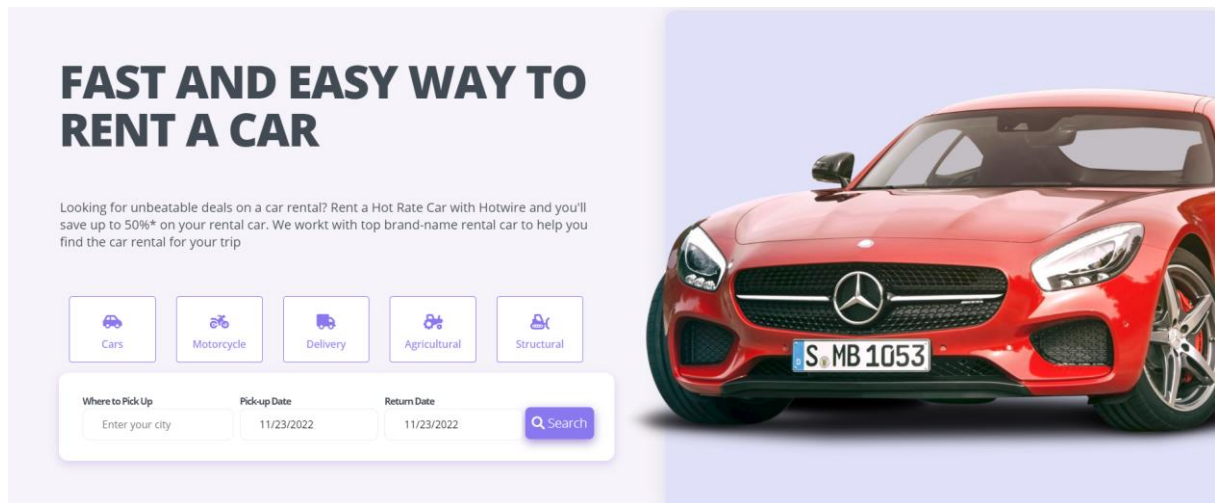 FAST AND EASY WAY TO
RENT A CAR
Looking for unbeatable deals on a car rental? Rent a Hot Rate Car with Hotwire and you'll
save up to 50%* on your rental car. We workt with top brand-name rental car to help you
find the car rental for your trip
Cars
Motorcycle
Delivery
Agricultural
Structural
Where to Pick Up
Pick-up Date
Return Date
Enter your city
11/23/2022
11/23/2022
Search
S MB 1053